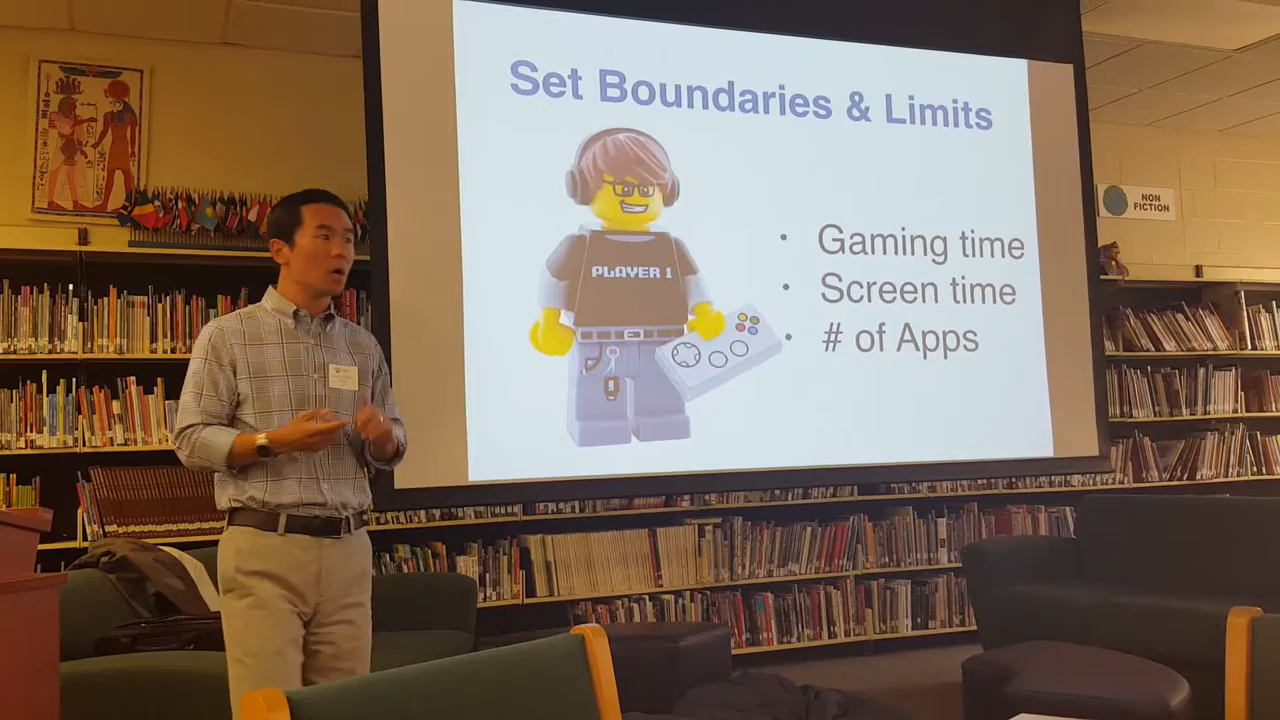 Set Boundaries & Limits
NON
FICTION
PLAYER 1
• Gaming time
• Screen time
• # of Apps